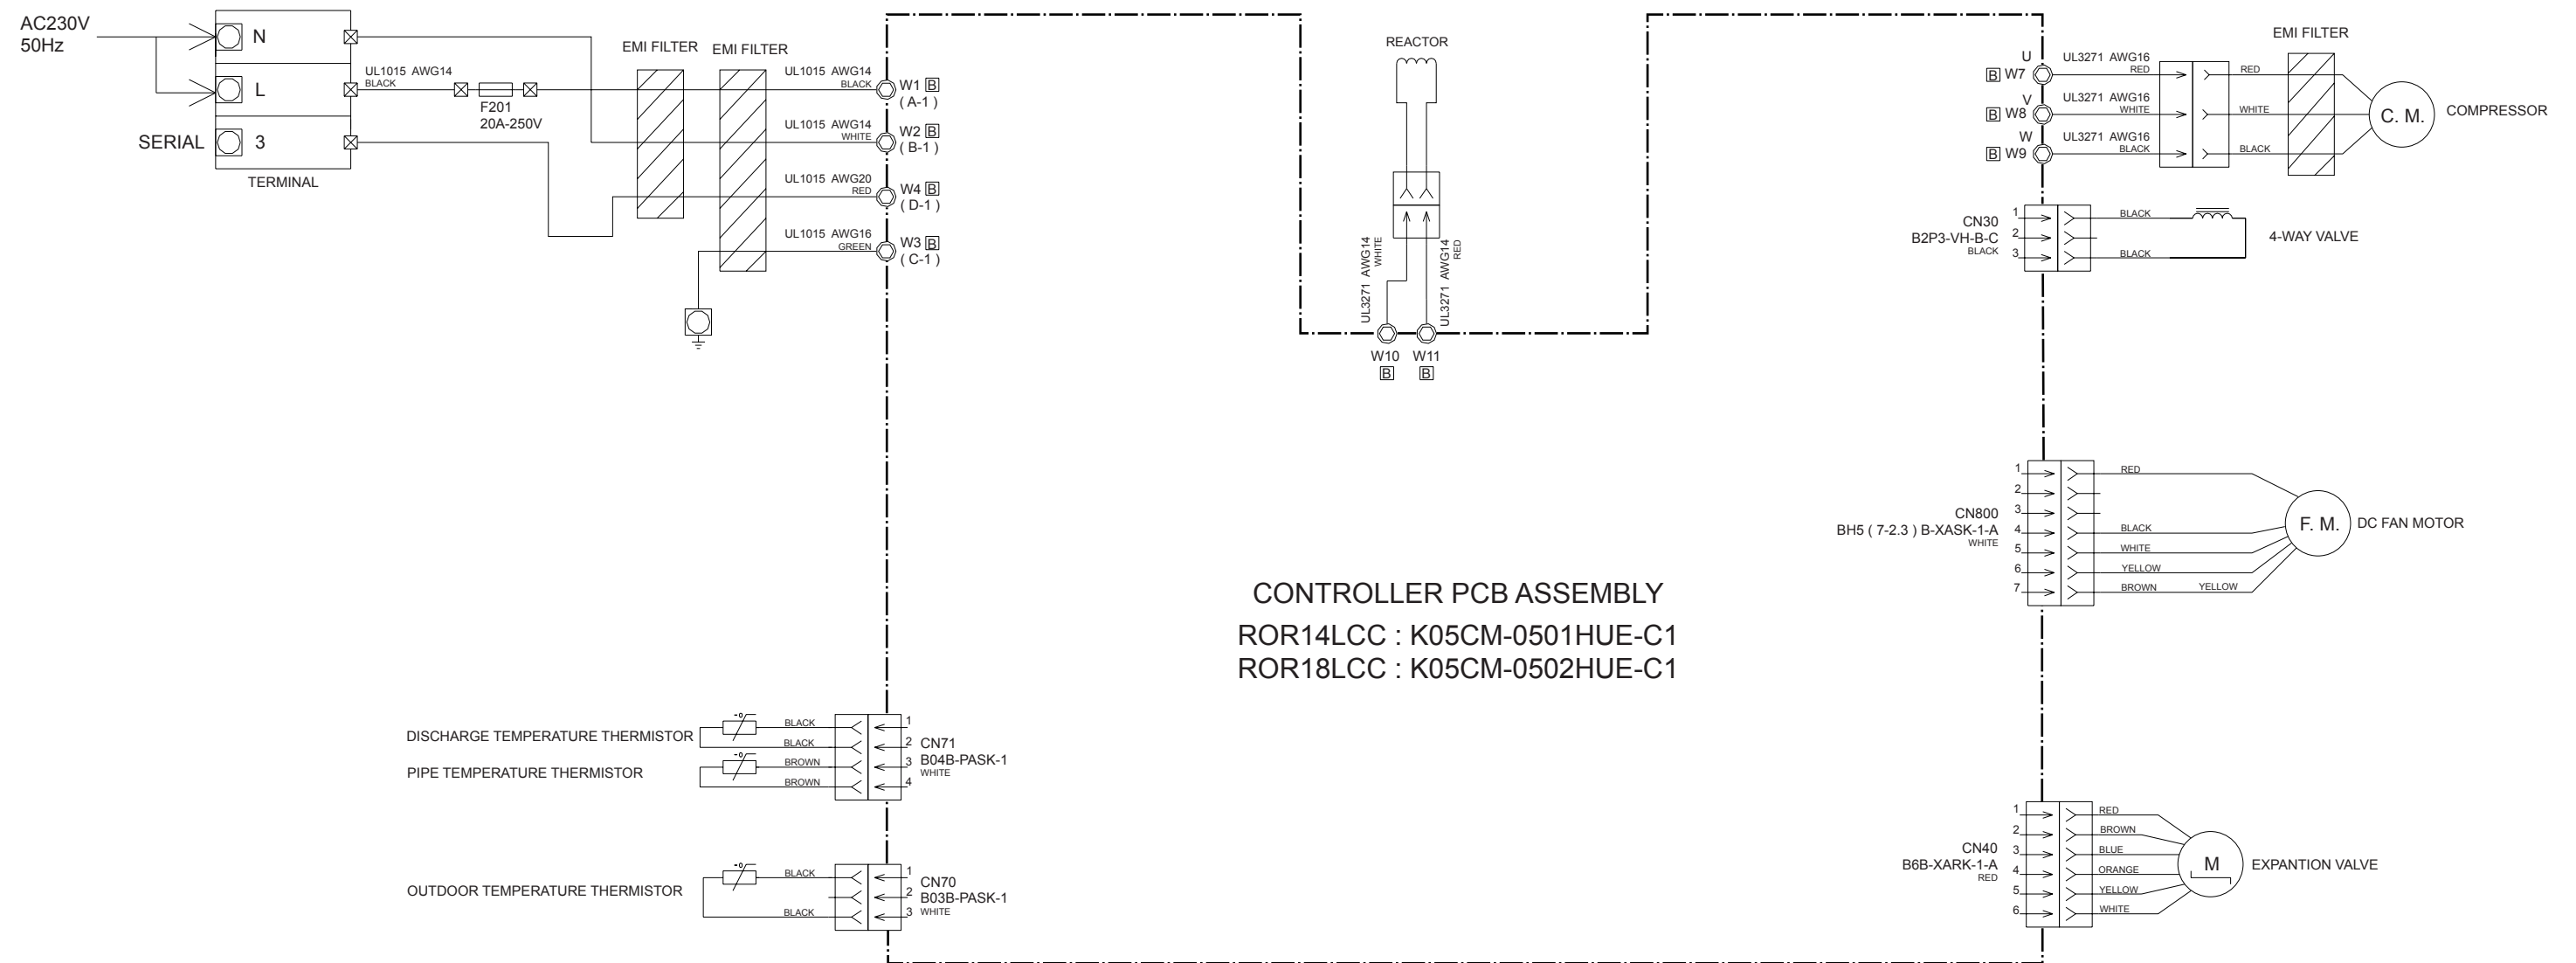 AC230V
50Hz
N
L
SERIAL 3
TERMINAL
UL1015 AWG14
BLACK
F201
20A-250V
EMI FILTER
EMI FILTER
UL1015 AWG14
BLACK
W1 B
( A-1 )
UL1015 AWG14
WHITE
W2 B
( B-1 )
UL1015 AWG20
RED
W4 B
( D-1 )
UL1015 AWG16
GREEN
W3 B
( C-1 )
REACTOR
UL3271 AWG14
WHITE
UL3271 AWG14
RED
W10
B
W11
B
EMI FILTER
U
B W7
UL3271 AWG16
RED
RED
V
B W8
UL3271 AWG16
WHITE
WHITE
W
B W9
UL3271 AWG16
BLACK
BLACK
C. M.
COMPRESSOR
CN30
B2P3-VH-B-C
BLACK
1
2
3
BLACK
BLACK
4-WAY VALVE
CN800
BH5 ( 7-2.3 ) B-XASK-1-A
WHITE
1
2
3
4
5
6
7
RED
BLACK
WHITE
YELLOW
BROWN YELLOW
F. M.
DC FAN MOTOR
CONTROLLER PCB ASSEMBLY
ROR14LCC : K05CM-0501HUE-C1
ROR18LCC : K05CM-0502HUE-C1
DISCHARGE TEMPERATURE THERMISTOR
PIPE TEMPERATURE THERMISTOR
-θ
-θ
BLACK
BLACK
BROWN
BROWN
1
2
3
4
CN71
B04B-PASK-1
WHITE
OUTDOOR TEMPERATURE THERMISTOR
-θ
BLACK
BLACK
1
2
3
CN70
B03B-PASK-1
WHITE
CN40
B6B-XARK-1-A
RED
1
2
3
4
5
6
RED
BROWN
BLUE
ORANGE
YELLOW
WHITE
M
EXPANTION VALVE